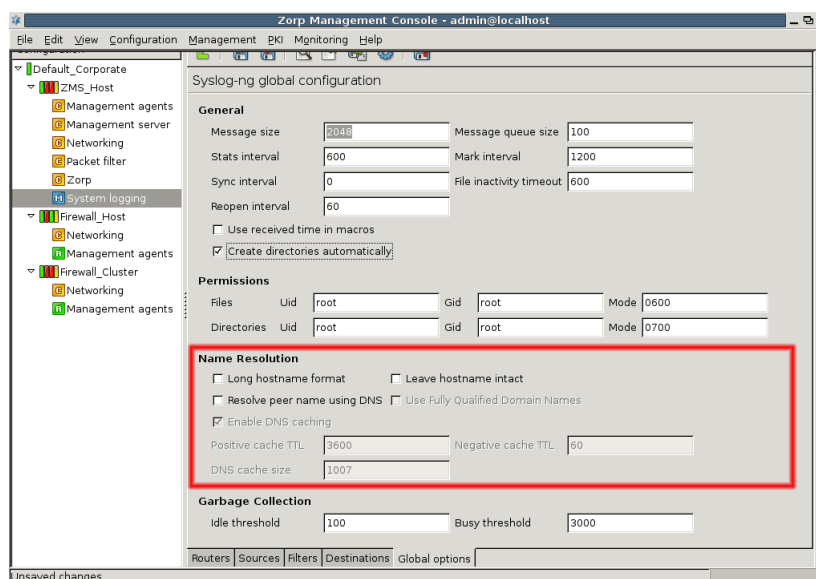 Zorp Management Console - admin@localhost
File Edit View Configuration Management PKI Monitoring Help
Default_Corporate
ZMS_Host
Management agents
Management server
Networking
Packet filter
Zorp
System logging
Firewall_Host
Networking
Management agents
Firewall_Cluster
Networking
Management agents
Syslog-ng global configuration
General
Message size 2048 Message queue size 100
Stats interval 600 Mark interval 1200
Sync interval 0 File inactivity timeout 600
Reopen interval 60
Use received time in macros
Create directories automatically
Permissions
Files Uid root Gid root Mode 0600
Directories Uid root Gid root Mode 0700
Name Resolution
Long hostname format Leave hostname intact
Resolve peer name using DNS Use Fully Qualified Domain Names
Enable DNS caching
Positive cache TTL 3600 Negative cache TTL 60
DNS cache size 1007
Garbage Collection
Idle threshold 100 Busy threshold 3000
Routers Sources Filters Destinations Global options
Unsaved changes